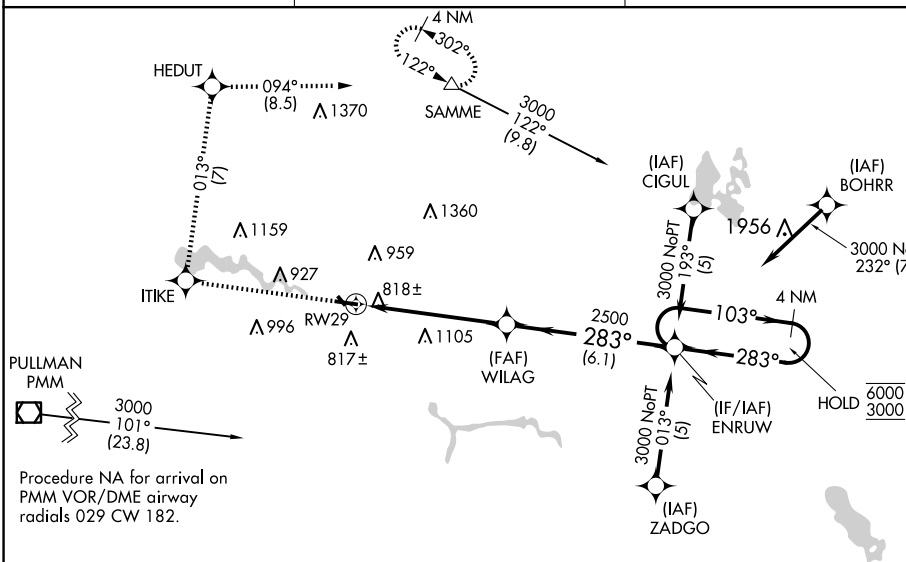 4 NM
302°
122°
HEDUT
094°
(8.5)
1370
SAMME
3000
122°
(9.8)
013°
(7)
(IAF)
CIGUL
(IAF)
BOHRR
1956
3000 No
232° (7
1159
1360
959
927
818±
3000 NoPT
193°
(5)
ITIKE
RW29
996
817±
1105
(FAF)
WILAG
2500
283°
(6.1)
103°
4 NM
283°
HOLD
6000
3000
(IF/IAF)
ENRUW
PULLMAN
PMM
3000
101°
(23.8)
3000 NoPT
013°
(5)
(IAF)
ZADGO
Procedure NA for arrival on
PMM VOR/DME airway
radials 029 CW 182.